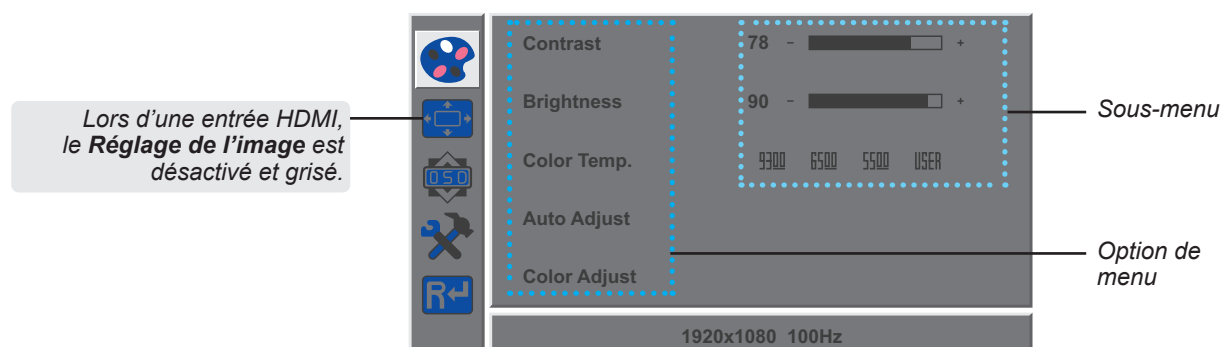 Lors d’une entrée HDMI,
le Réglage de l’image est
désactivé et grisé.
050
R
Contrast
78 - +
Brightness
90 - +
Color Temp.
9300 6500 5500 USER
Auto Adjust
Color Adjust
1920x1080 100Hz
Sous-menu
Option de
menu